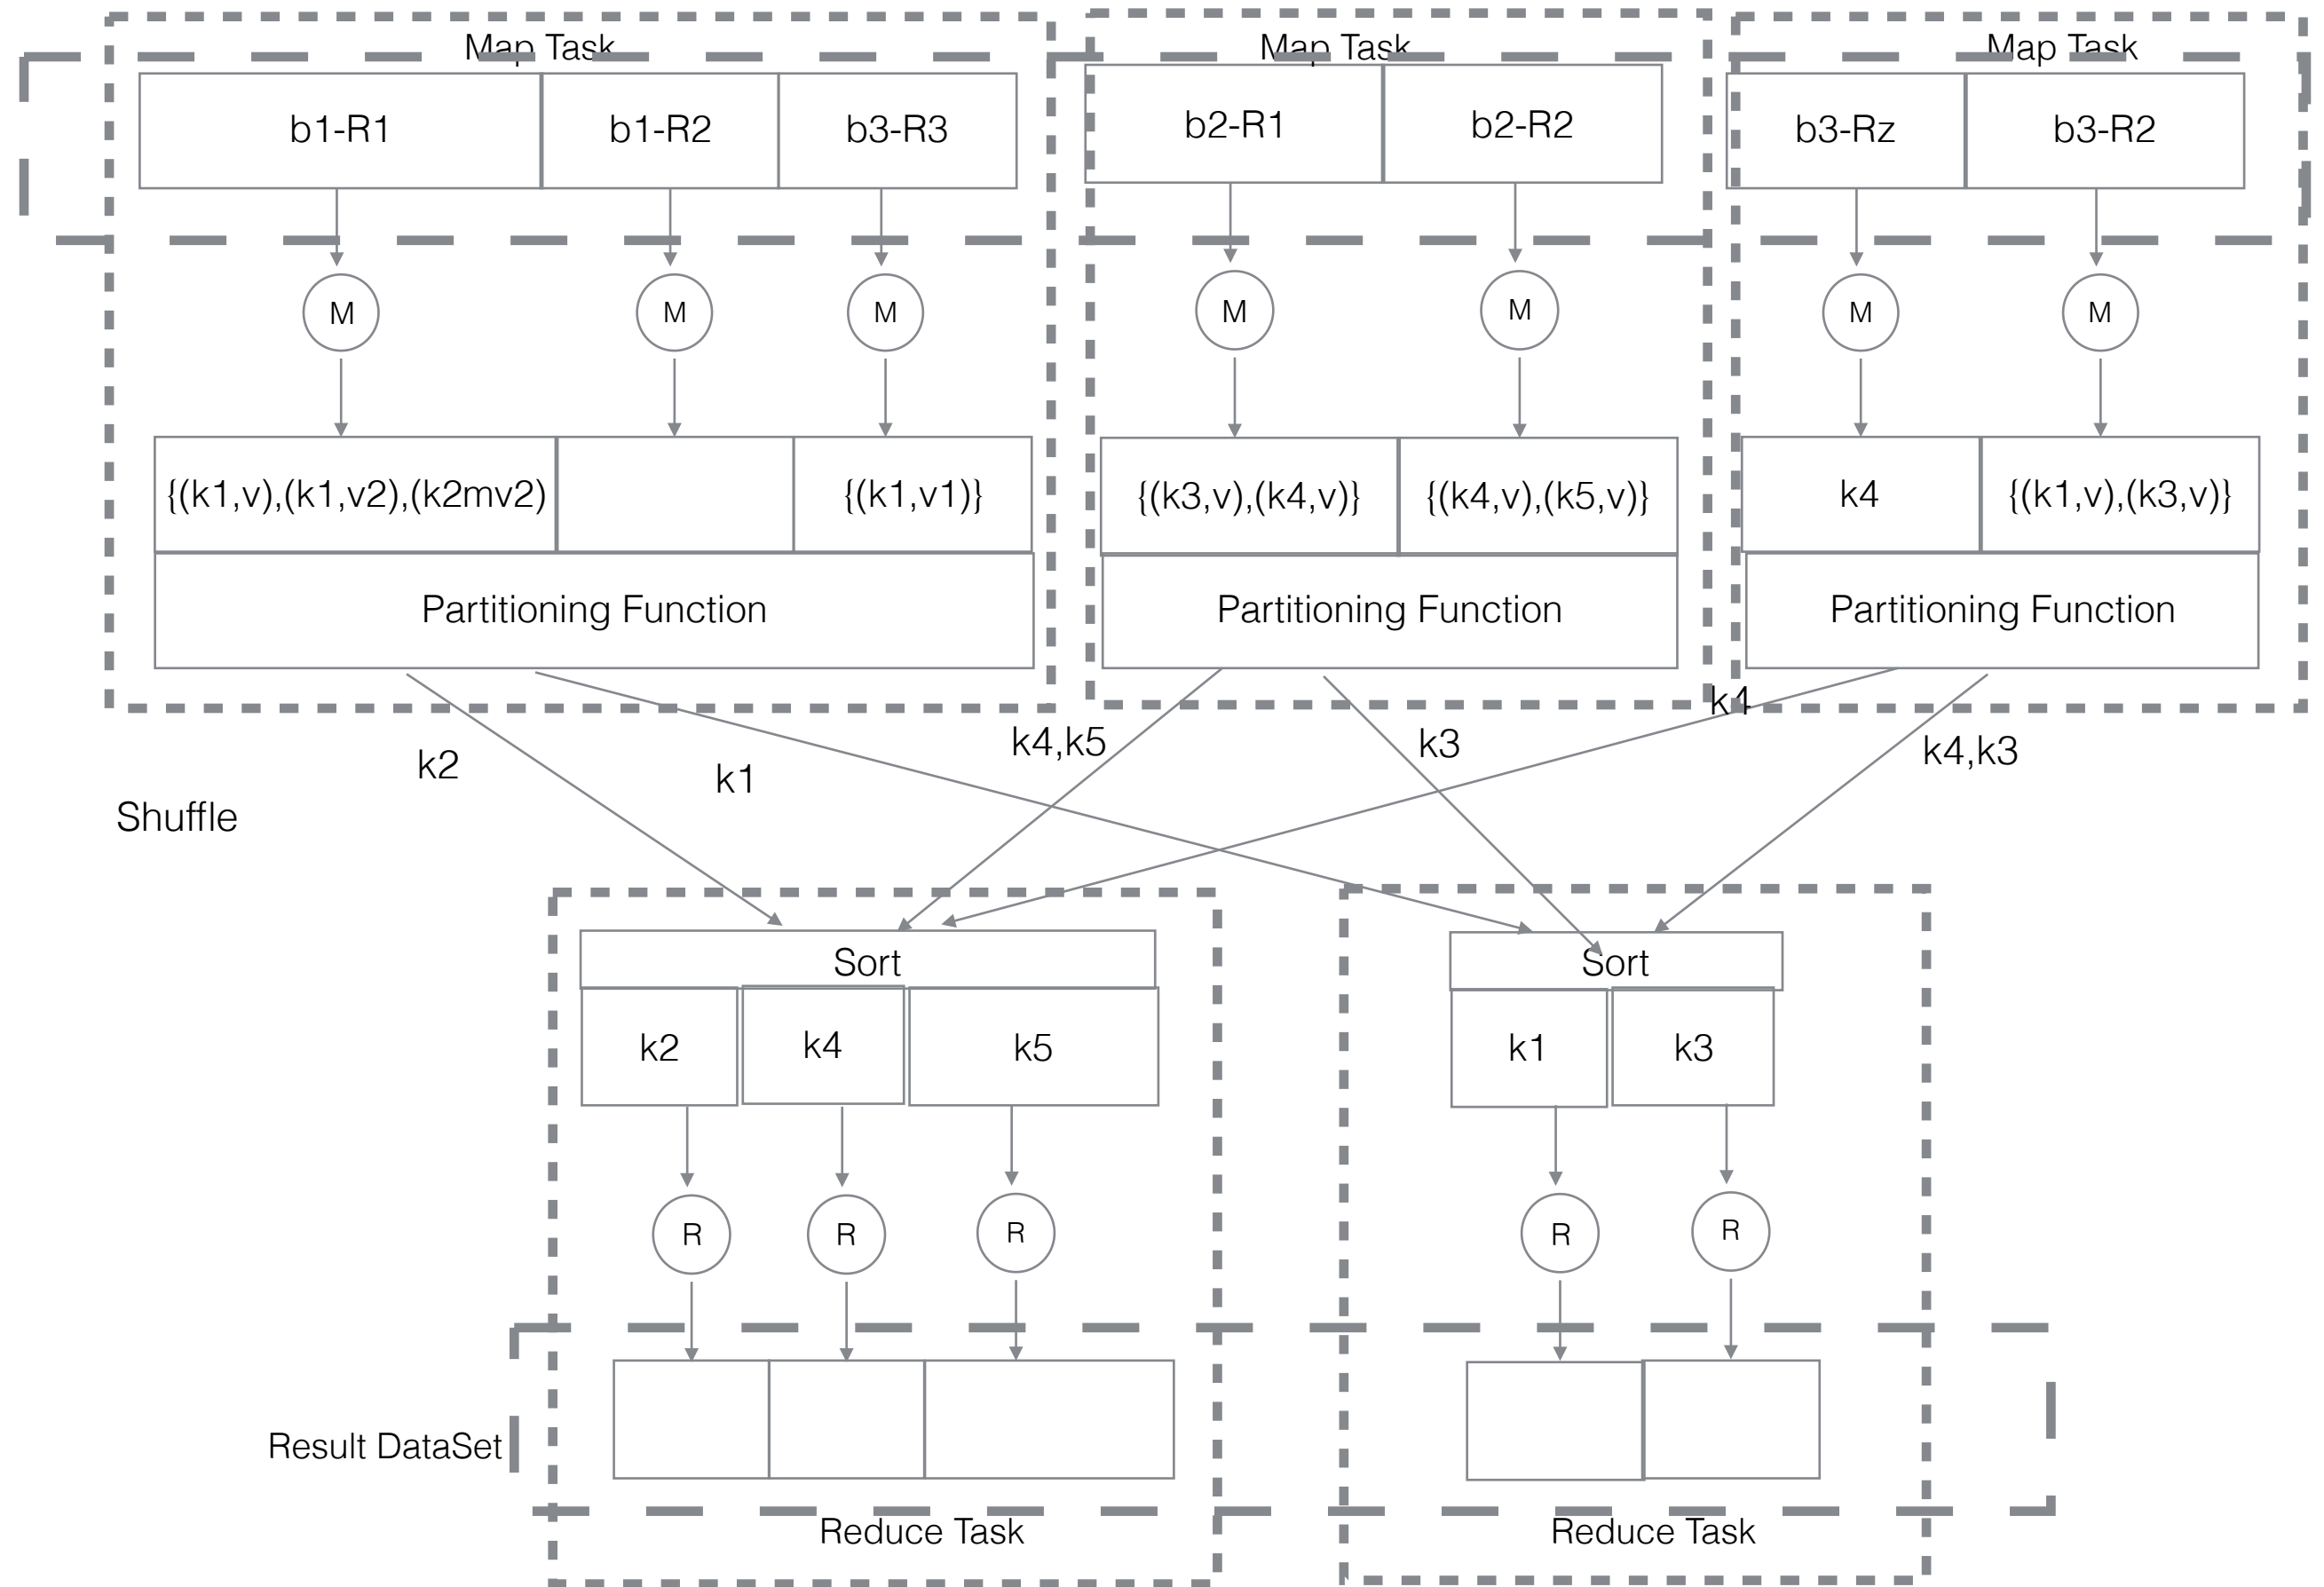 Map Task
Map Task
Map Task
b1-R1
b1-R2
b3-R3
b2-R1
b2-R2
b3-Rz
b3-R2
M
M
M
M
M
M
M
{(k1,v),(k1,v2),(k2mv2)
{(k1,v1)}
{(k3,v),(k4,v)}
{(k4,v),(k5,v)}
k4
{(k1,v),(k3,v)}
Partitioning Function
Partitioning Function
Partitioning Function
k2
k1
k4,k5
k3
k4
k4,k3
Shuffle
Sort
Sort
k2
k4
k5
k1
k3
R
R
R
R
R
Result DataSet
Reduce Task
Reduce Task